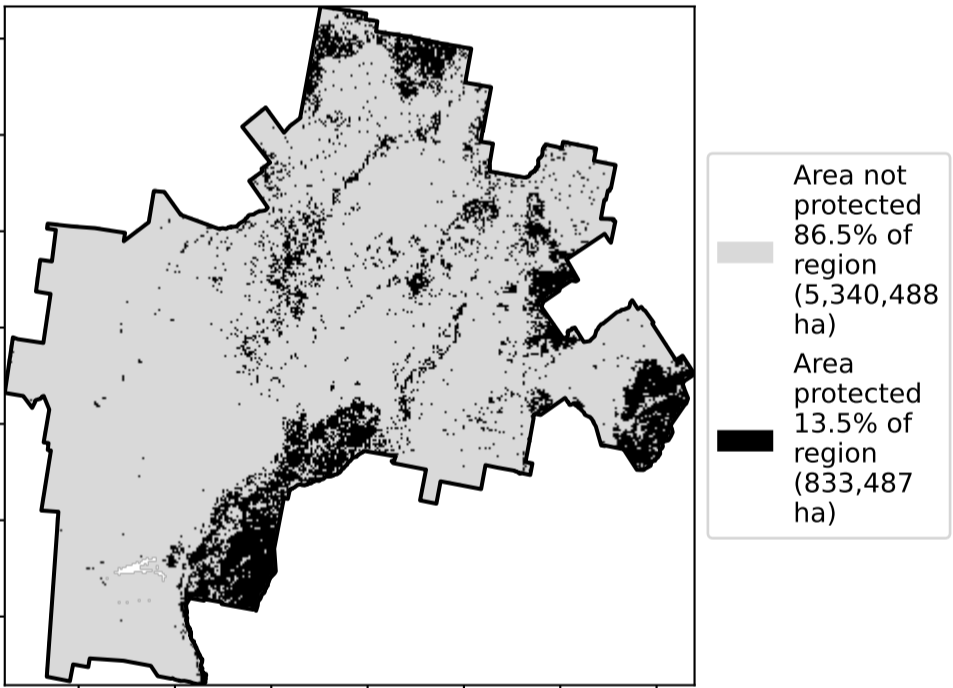 Area not
protected
86.5% of
region
(5,340,488
ha)
Area
protected
13.5% of
region
(833,487
ha)